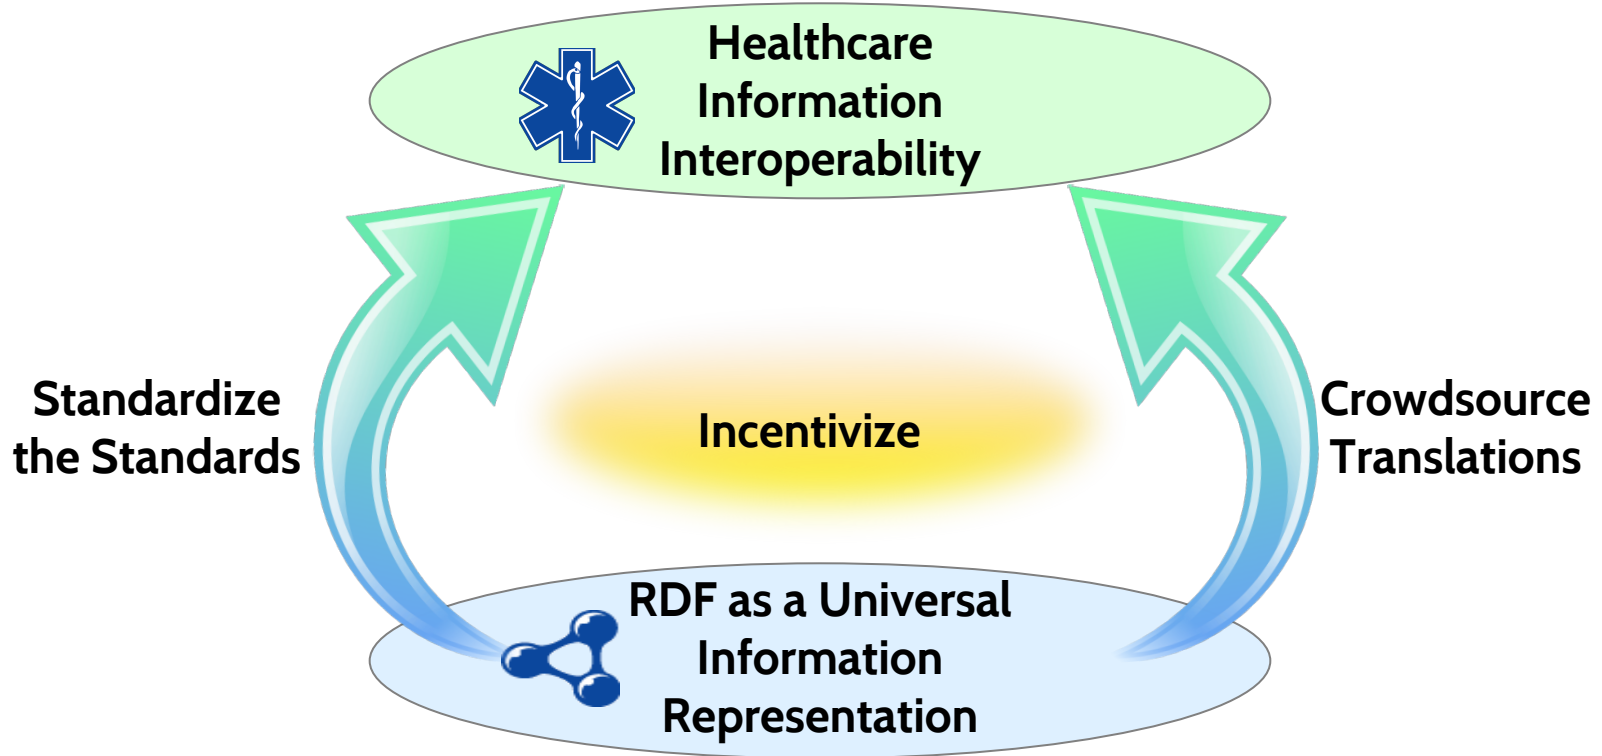 Healthcare
Information
Interoperability
Standardize
the Standards
Incentivize
Crowdsource
Translations
RDF as a Universal
Information
Representation